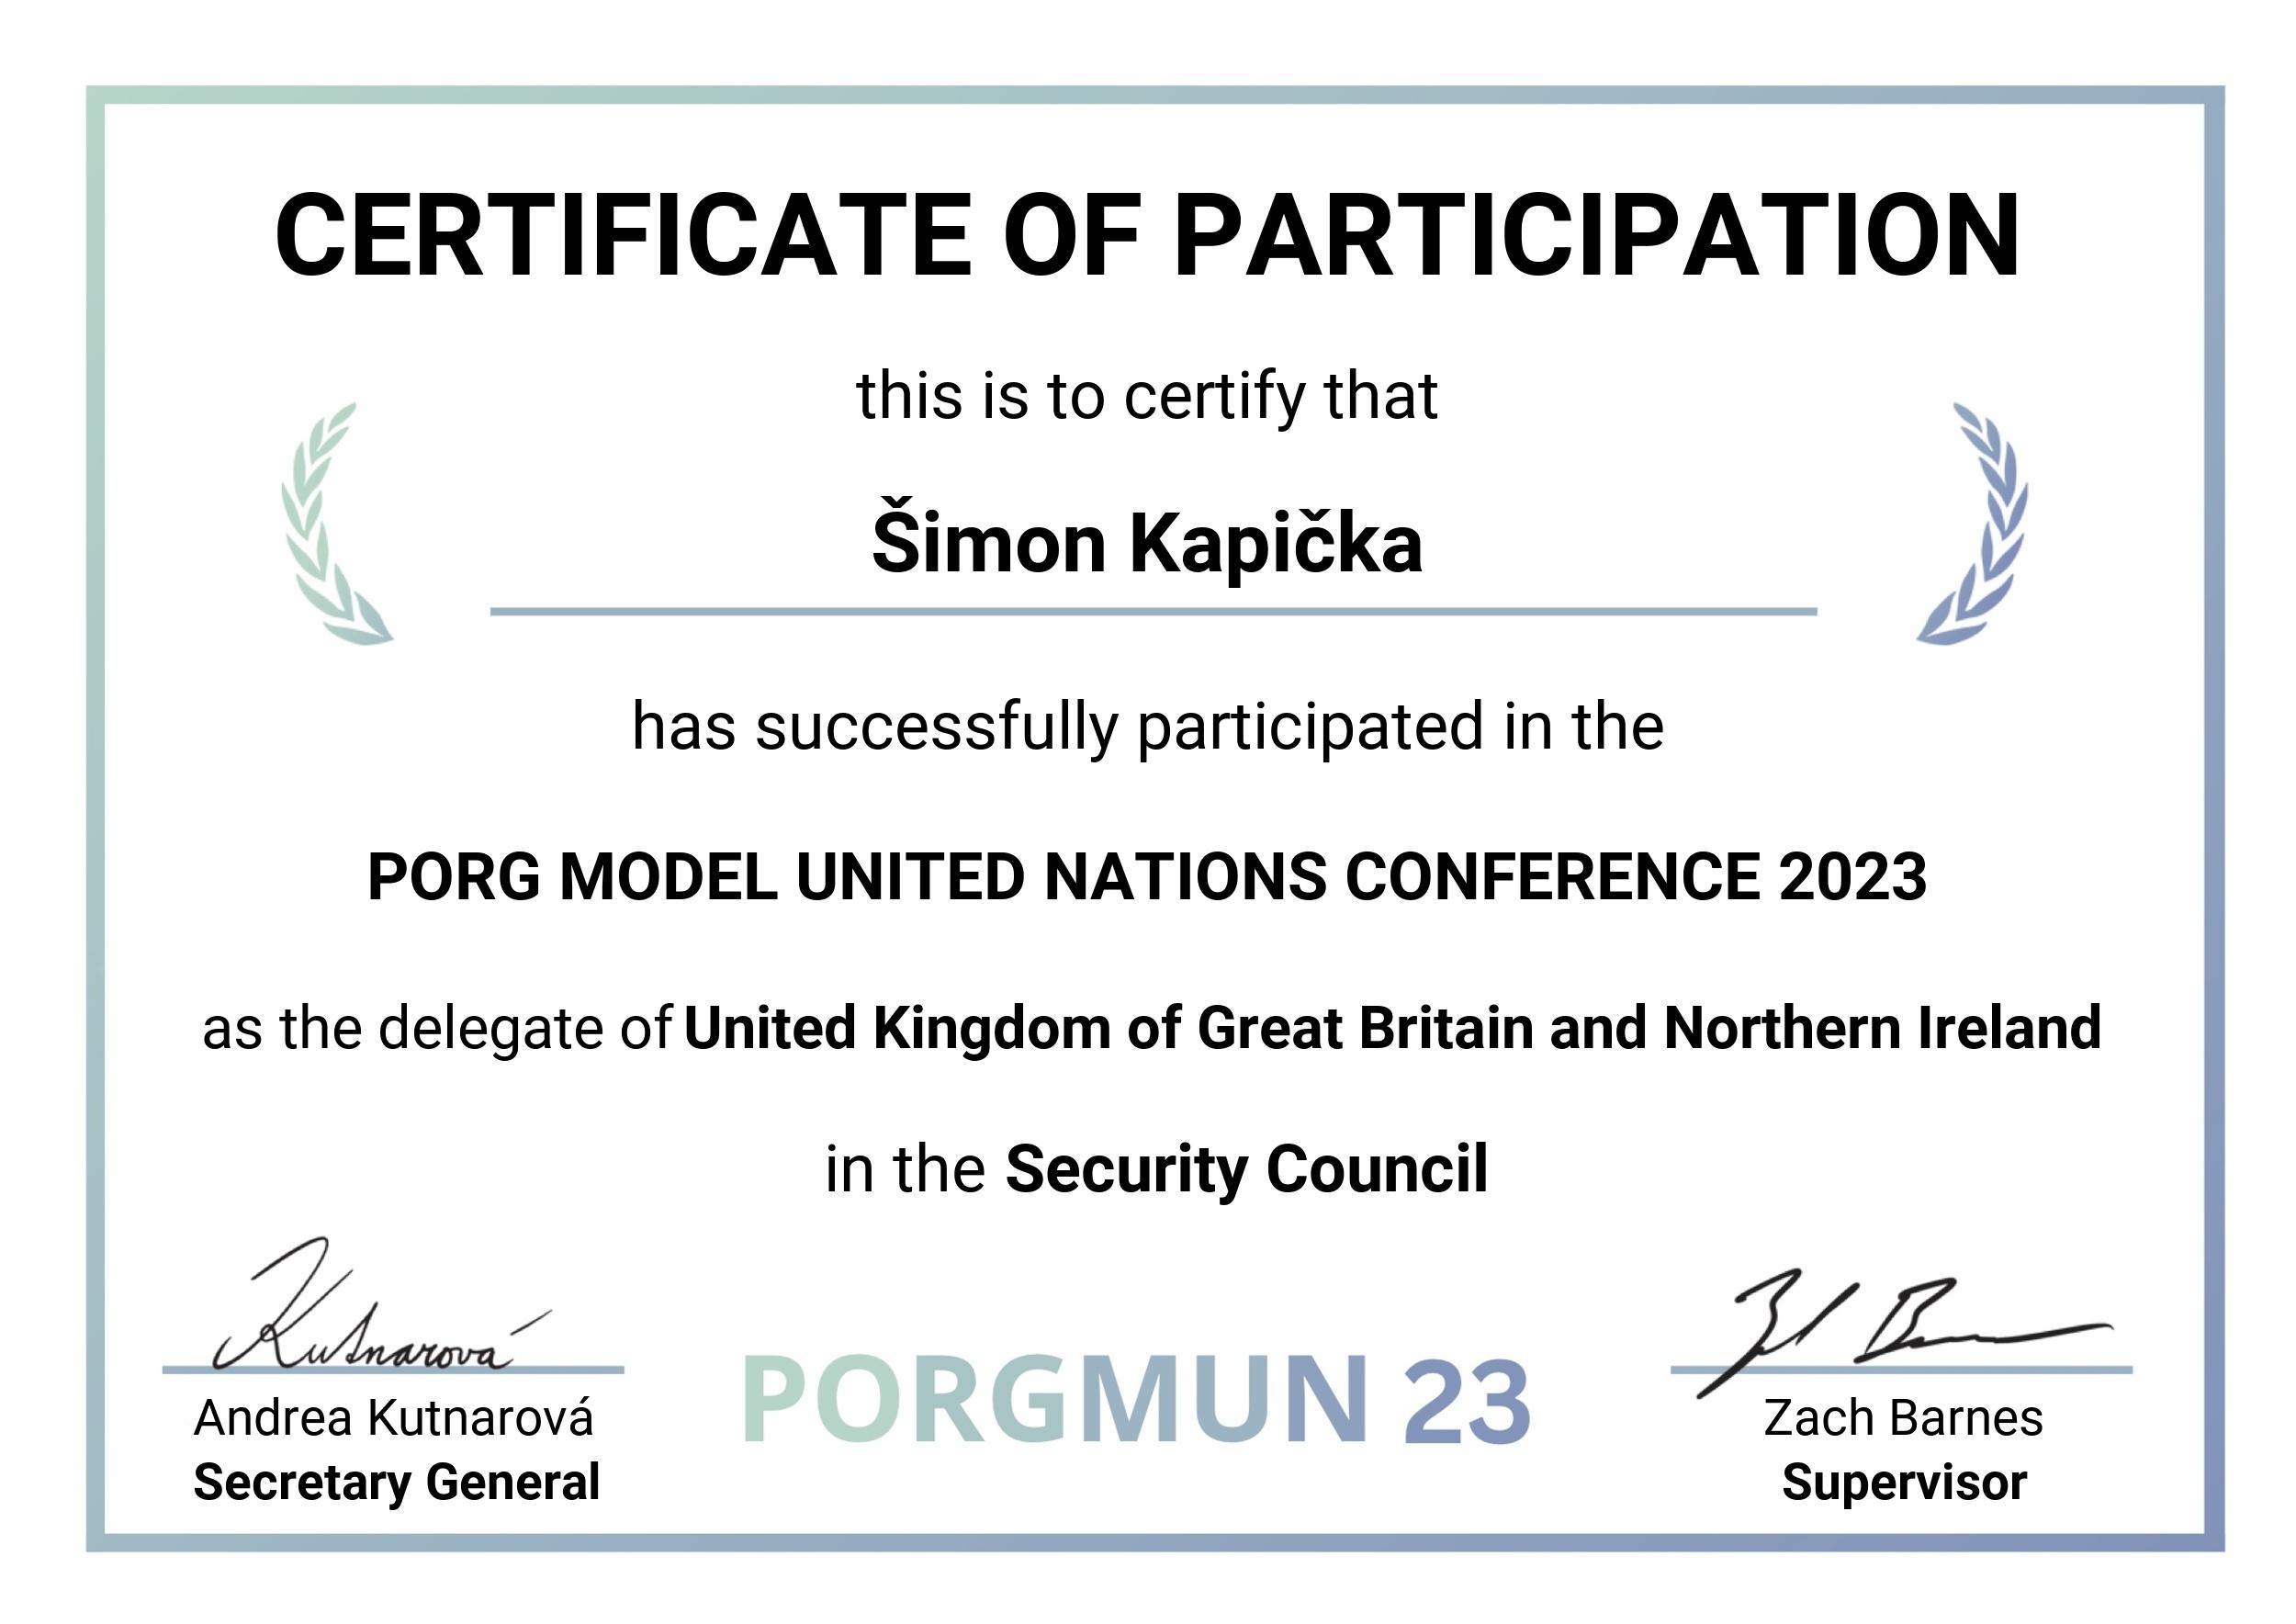 CERTIFICATE OF PARTICIPATION
this is to certify that
Šimon Kapička
has successfully participated in the
PORG MODEL UNITED NATIONS CONFERENCE 2023
as the delegate of United Kingdom of Great Britain and Northern Ireland
in the Security Council
Kutnarová
Andrea Kutnarová
Secretary General
PORGMUN 23
Zach Barnes
Supervisor